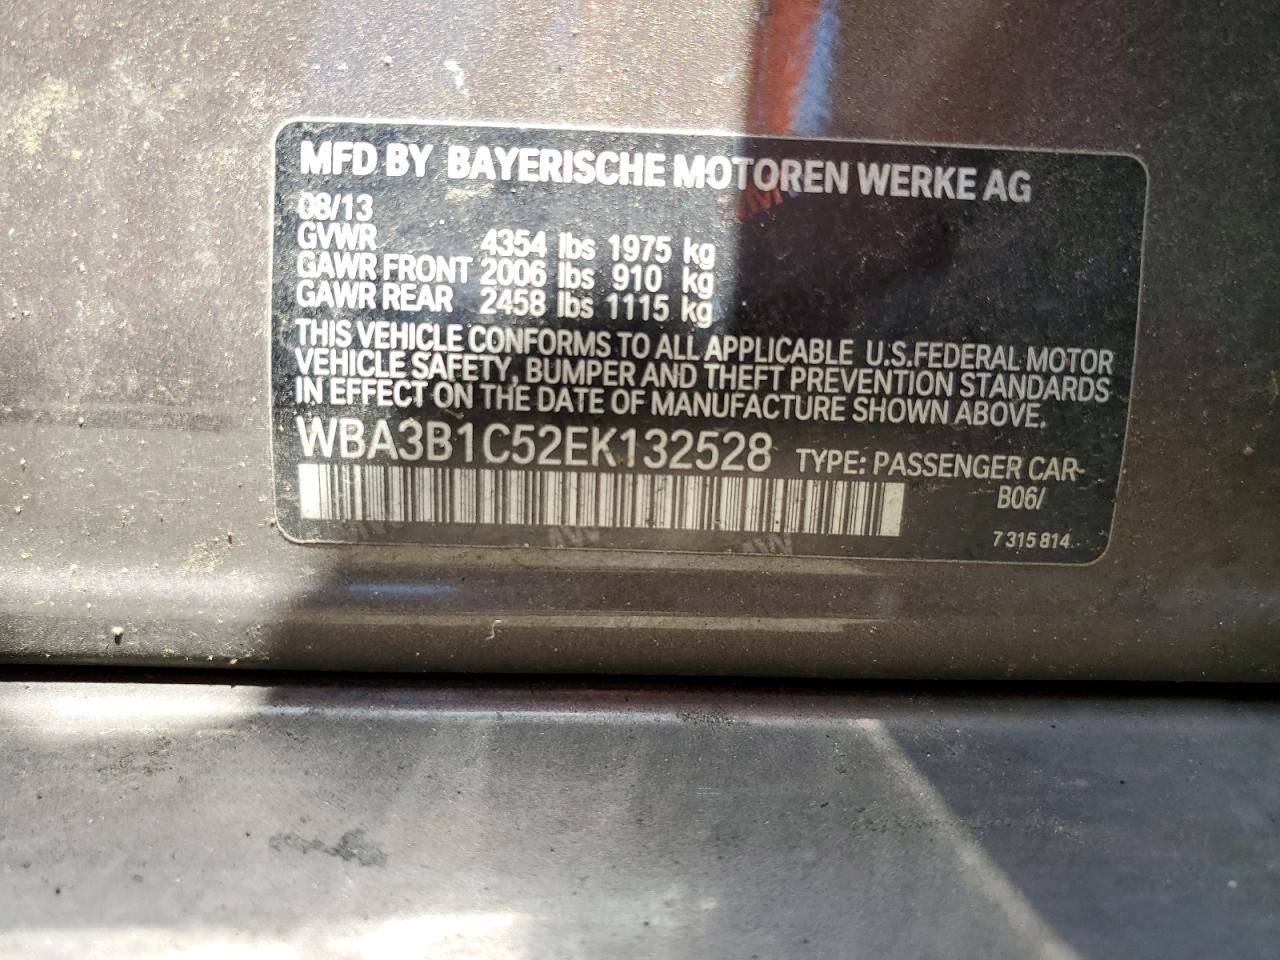 MFD BY BAYERISCHE MOTOREN WERKE AG
08/13
GVWR 4354 lbs 1975 kg
GAWR FRONT 2006 lbs 910 kg
GAWR REAR 2458 lbs 1115 kg
THIS VEHICLE CONFORMS TO ALL APPLICABLE U.S.FEDERAL MOTOR
VEHICLE SAFETY, BUMPER AND THEFT PREVENTION STANDARDS
IN EFFECT ON THE DATE OF MANUFACTURE SHOWN ABOVE.
WBA3B1C52EK132528 TYPE: PASSENGER CAR-
B06/
7 315 814